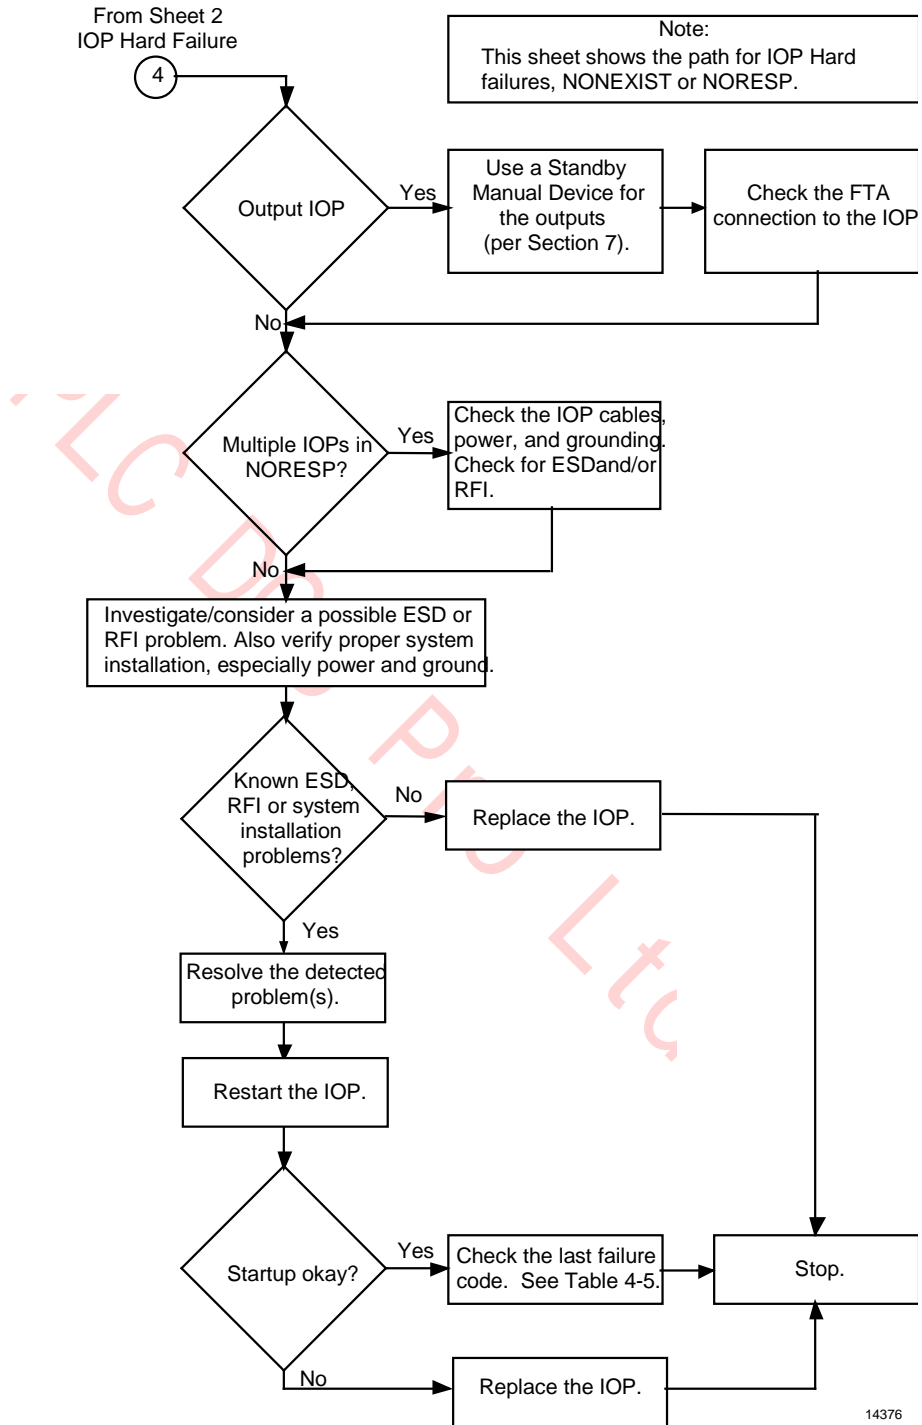 From Sheet 2
IOP Hard Failure
4
Note:
This sheet shows the path for IOP Hard
failures, NONEXIST or NORESP.
Output IOP
Yes
Use a Standby
Manual Device for
the outputs
(per Section 7).
Check the FTA
connection to the IOP
No
Multiple IOPs in
NORESP?
Yes
Check the IOP cables,
power, and grounding.
Check for ESDand/or
RFI.
No
Investigate/consider a possible ESD or
RFI problem. Also verify proper system
installation, especially power and ground.
Known ESD,
RFI or system
installation
problems?
No
Replace the IOP.
Yes
Resolve the detected
problem(s).
Restart the IOP.
Startup okay?
Yes
Check the last failure
code. See Table 4-5.
Stop.
No
Replace the IOP.
14376
PLC DCS Pro Ltd